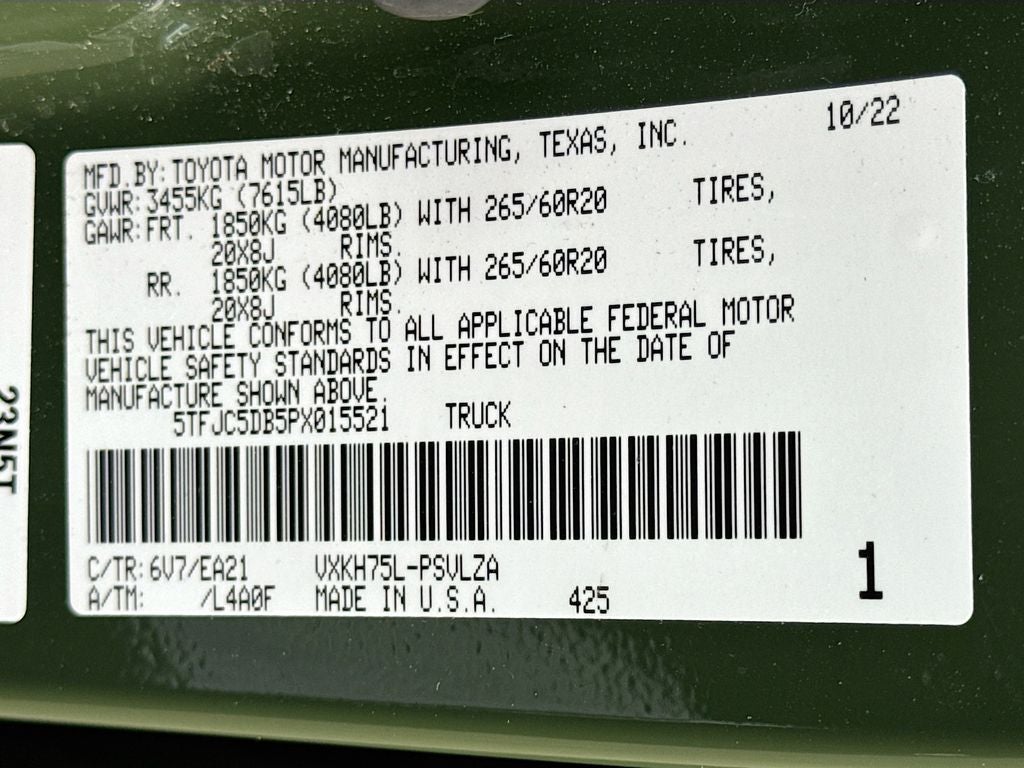 10/22
MFD.BY:TOYOTA MOTOR MANUFACTURING, TEXAS, INC.
GVWR:3455KG (7615LB)
GAWR:FRT. 1850KG (4080LB) WITH 265/60R20 TIRES,
20X8J RIMS.
RR. 1850KG (4080LB) WITH 265/60R20 TIRES,
20X8J RIMS.
THIS VEHICLE CONFORMS TO ALL APPLICABLE FEDERAL MOTOR
VEHICLE SAFETY STANDARDS IN EFFECT ON THE DATE OF
MANUFACTURE SHOWN ABOVE.
5TFJC5DB5PX015521 TRUCK
C/TR:6V7/EA21 VXKH75L-PSVLZA
A/TM: /L4A0F MADE IN U.S.A. 425
1
23N5T